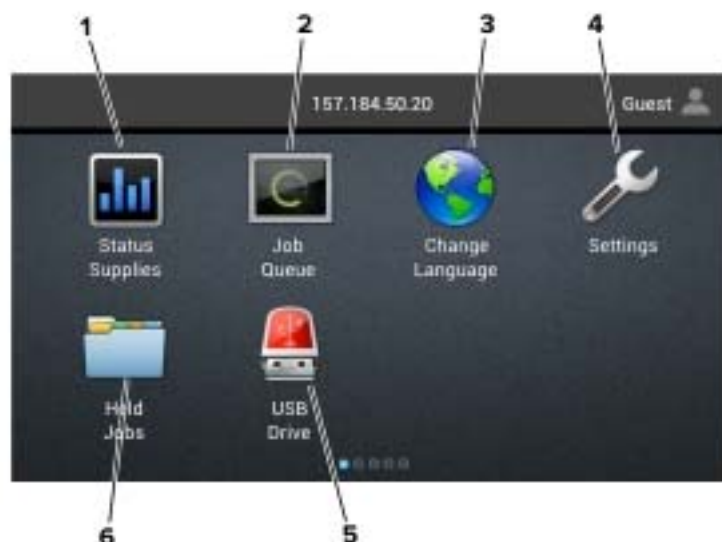 1 2 3 4
157.184.50.20 Guest
Status Supplies
Job Queue
Change Language
Settings
Held Jobs
USB Drive
6 5